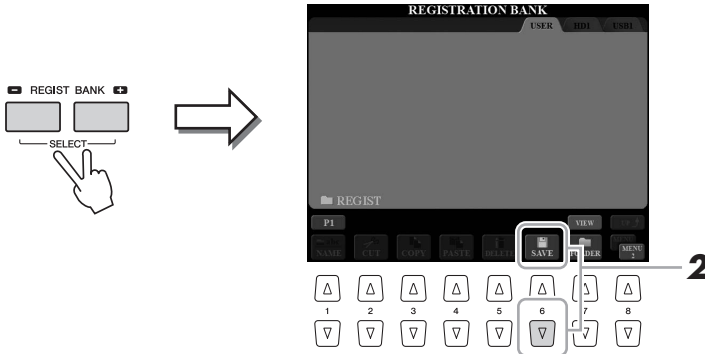 REGISTRATION BANK
USER HD1 USB1
REGIST BANK
SELECT
REGIST
P1 VIEW UP
NAME CUT COPY PASTE DELETE SAVE FOLDER MENU 2
2
1 2 3 4 5 6 7 8